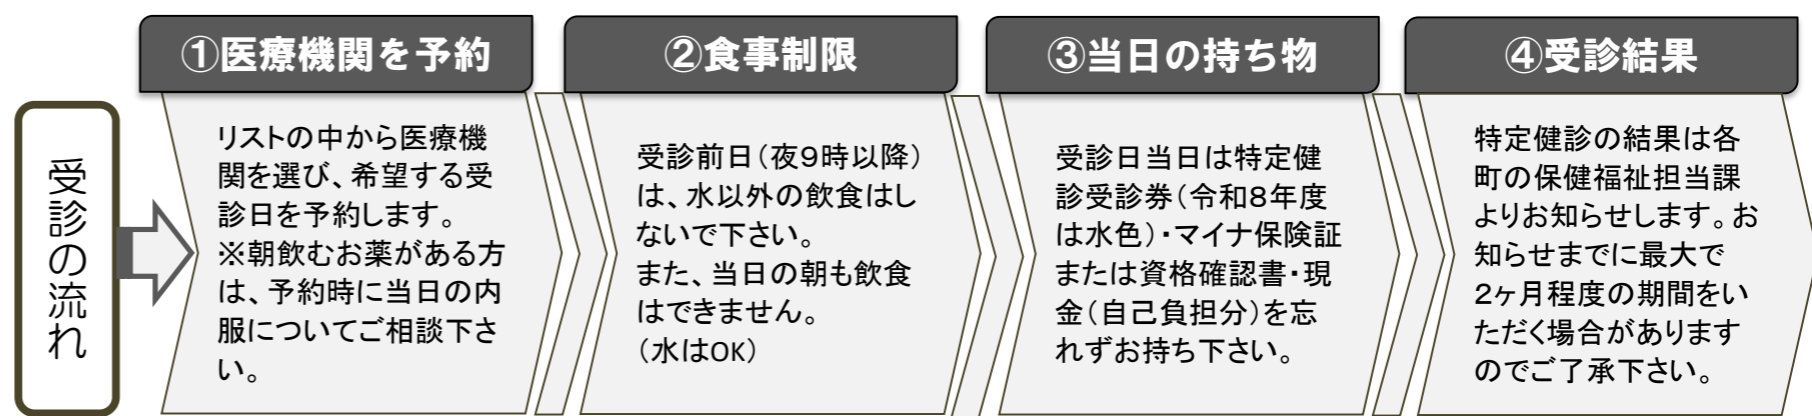 受診の流れ
①医療機関を予約
リストの中から医療機
関を選び、希望する受
診日を予約します。
※朝飲むお薬がある方
は、予約時に当日の内
服についてご相談下さ
い。
②食事制限
受診前日(夜9時以降)
は、水以外の飲食はし
ないで下さい。
また、当日の朝も飲食
はできません。
(水はOK)
③当日の持ち物
受診日当日は特定健
診受診券(令和8年度
は水色)・マイナ保険証
または資格確認書・現
金(自己負担分)を忘
れずお持ち下さい。
④受診結果
特定健診の結果は各
町の保健福祉担当課
よりお知らせします。お
知らせまでに最大で
2ヶ月程度の期間をい
ただく場合があります
のでご了承下さい。